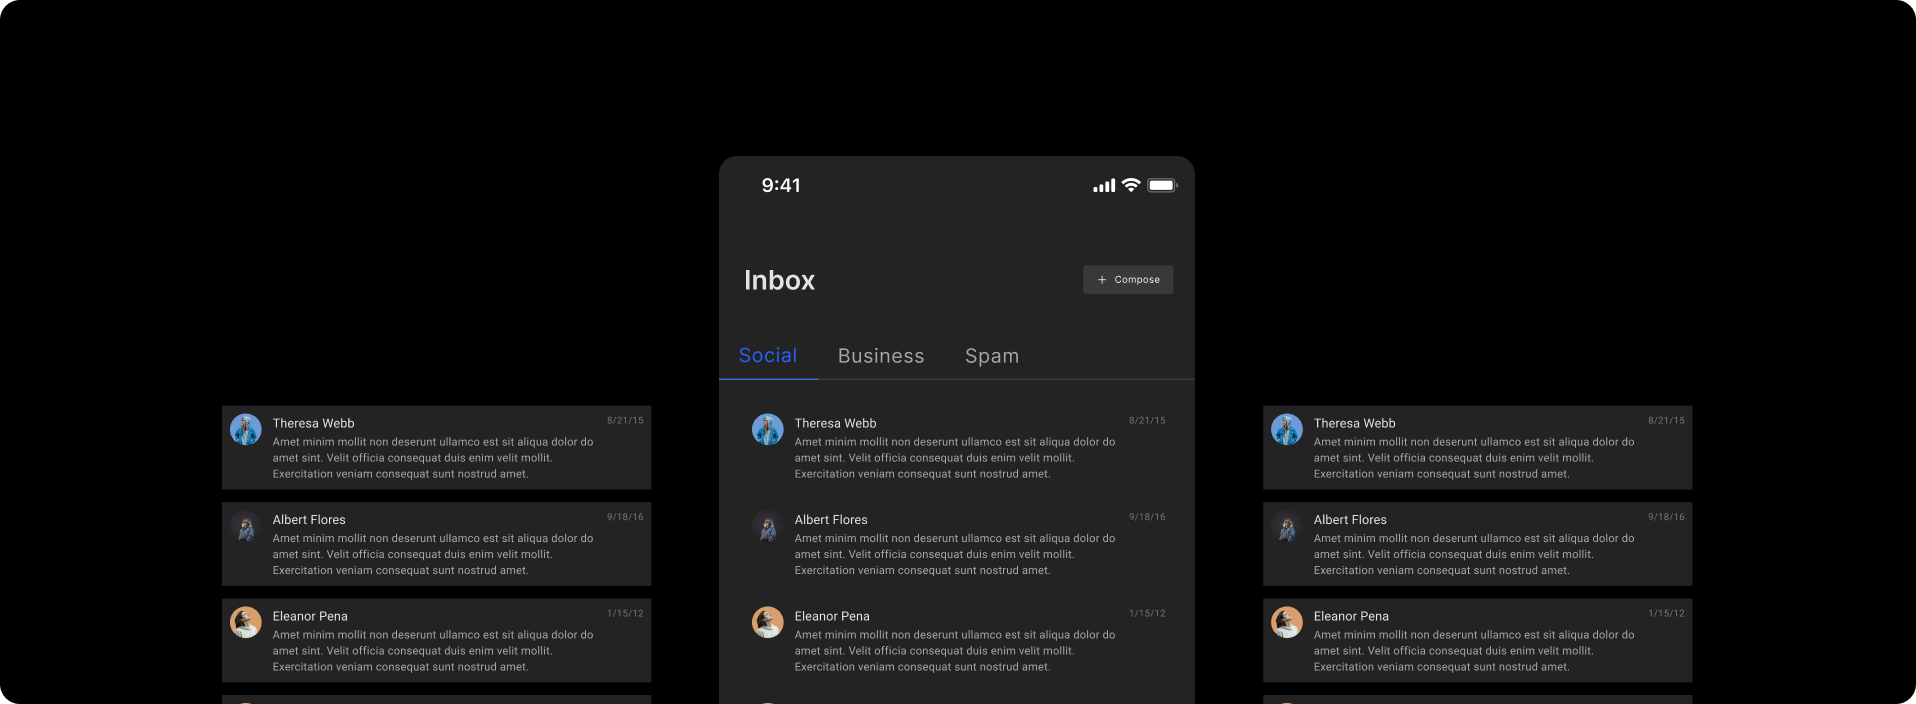 9:41
Inbox
+ Compose
Social Business Spam
Theresa Webb 8/21/15
Amet minim mollit non deserunt ullamco est sit aliqua dolor do
amet sint. Velit officia consequat duis enim velit mollit.
Exercitation veniam consequat sunt nostrud amet.
Albert Flores 9/18/16
Amet minim mollit non deserunt ullamco est sit aliqua dolor do
amet sint. Velit officia consequat duis enim velit mollit.
Exercitation veniam consequat sunt nostrud amet.
Eleanor Pena 1/15/12
Amet minim mollit non deserunt ullamco est sit aliqua dolor do
amet sint. Velit officia consequat duis enim velit mollit.
Exercitation veniam consequat sunt nostrud amet.
Theresa Webb 8/21/15
Amet minim mollit non deserunt ullamco est sit aliqua dolor do
amet sint. Velit officia consequat duis enim velit mollit.
Exercitation veniam consequat sunt nostrud amet.
Albert Flores 9/18/16
Amet minim mollit non deserunt ullamco est sit aliqua dolor do
amet sint. Velit officia consequat duis enim velit mollit.
Exercitation veniam consequat sunt nostrud amet.
Eleanor Pena 1/15/12
Amet minim mollit non deserunt ullamco est sit aliqua dolor do
amet sint. Velit officia consequat duis enim velit mollit.
Exercitation veniam consequat sunt nostrud amet.
Theresa Webb 8/21/15
Amet minim mollit non deserunt ullamco est sit aliqua dolor do
amet sint. Velit officia consequat duis enim velit mollit.
Exercitation veniam consequat sunt nostrud amet.
Albert Flores 9/18/16
Amet minim mollit non deserunt ullamco est sit aliqua dolor do
amet sint. Velit officia consequat duis enim velit mollit.
Exercitation veniam consequat sunt nostrud amet.
Eleanor Pena 1/15/12
Amet minim mollit non deserunt ullamco est sit aliqua dolor do
amet sint. Velit officia consequat duis enim velit mollit.
Exercitation veniam consequat sunt nostrud amet.